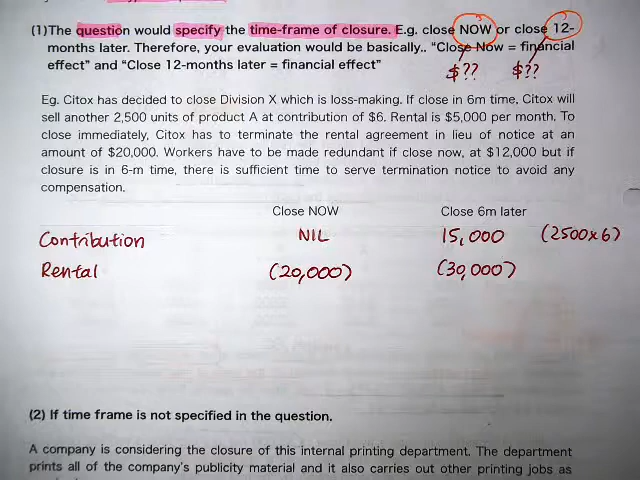 (1)The question would specify the time-frame of closure. E.g. close NOW or close 12-
months later. Therefore, your evaluation would be basically.. "Close Now = financial
effect" and "Close 12-months later = financial effect"
$?? $??
Eg. Citox has decided to close Division X which is loss-making. If close in 6m time, Citox will
sell another 2,500 units of product A at contribution of $6. Rental is $5,000 per month. To
close immediately, Citox has to terminate the rental agreement in lieu of notice at an
amount of $20,000. Workers have to be made redundant if close now, at $12,000 but if
closure is in 6-m time, there is sufficient time to serve termination notice to avoid any
compensation.
Close NOW Close 6m later
Contribution NIL 15,000 (2500x6)
Rental (20,000) (30,000)
(2) If time frame is not specified in the question.
A company is considering the closure of this internal printing department. The department
prints all of the company's publicity material and it also carries out other printing jobs as